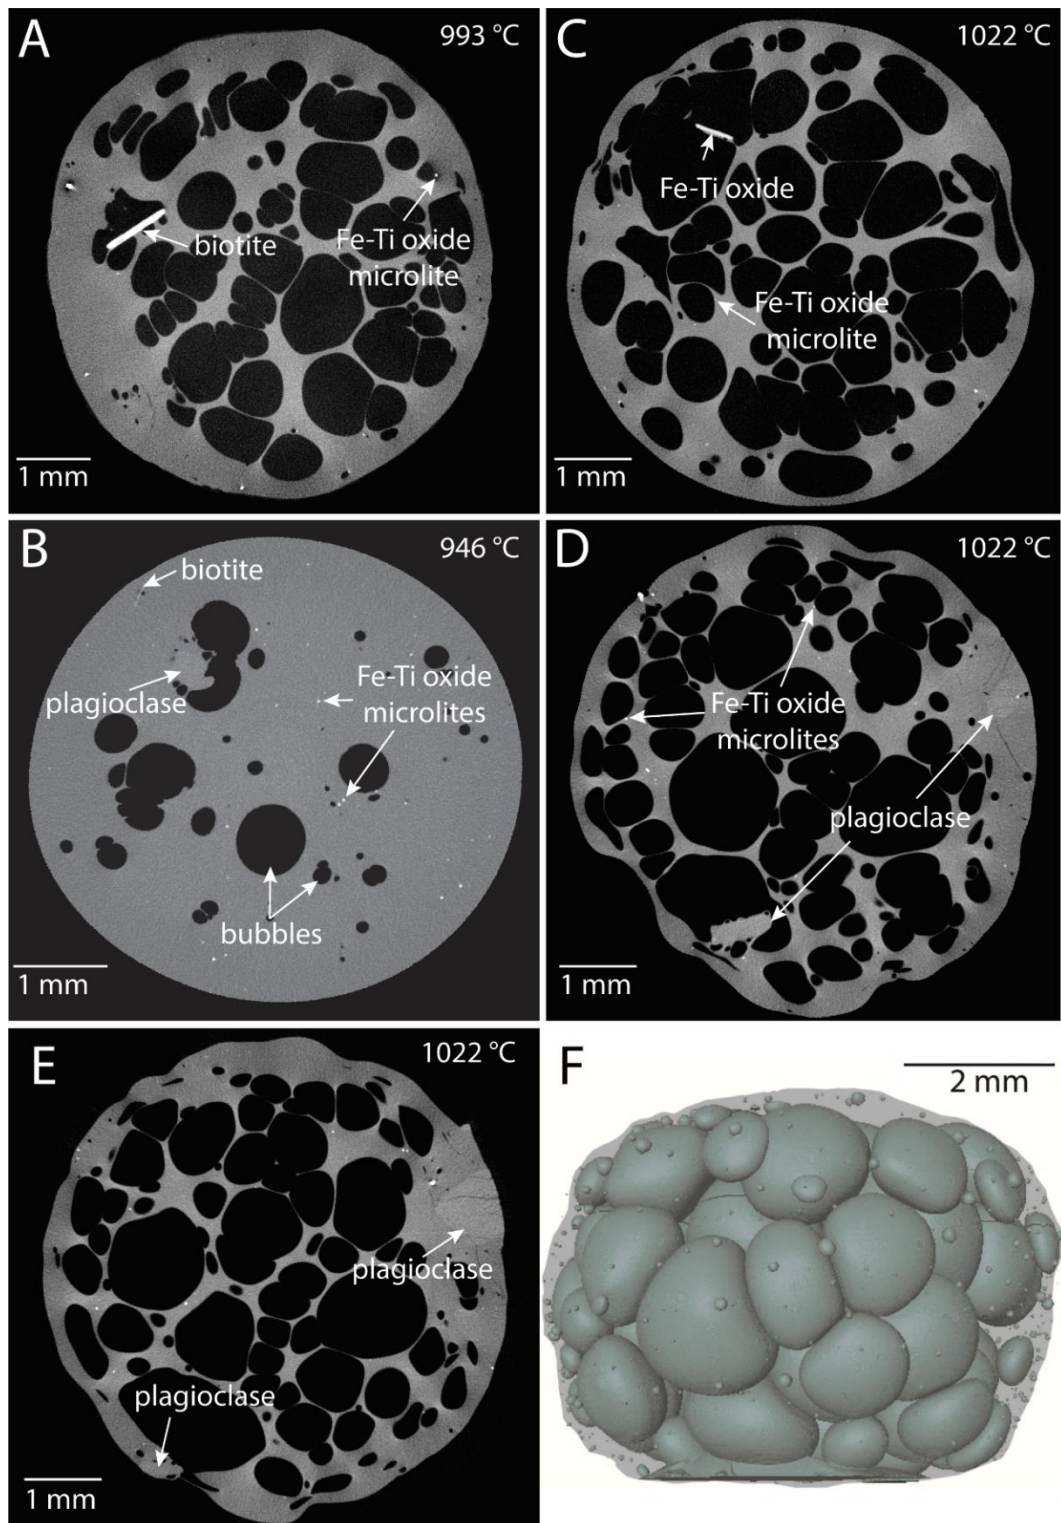 A
993 °C
biotite
Fe-Ti oxide
microlite
1 mm
C
1022 °C
Fe-Ti oxide
Fe-Ti oxide
microlite
1 mm
B
946 °C
biotite
plagioclase
Fe-Ti oxide
microlites
bubbles
1 mm
D
1022 °C
Fe-Ti oxide
microlites
plagioclase
1 mm
E
1022 °C
plagioclase
plagioclase
1 mm
F
2 mm